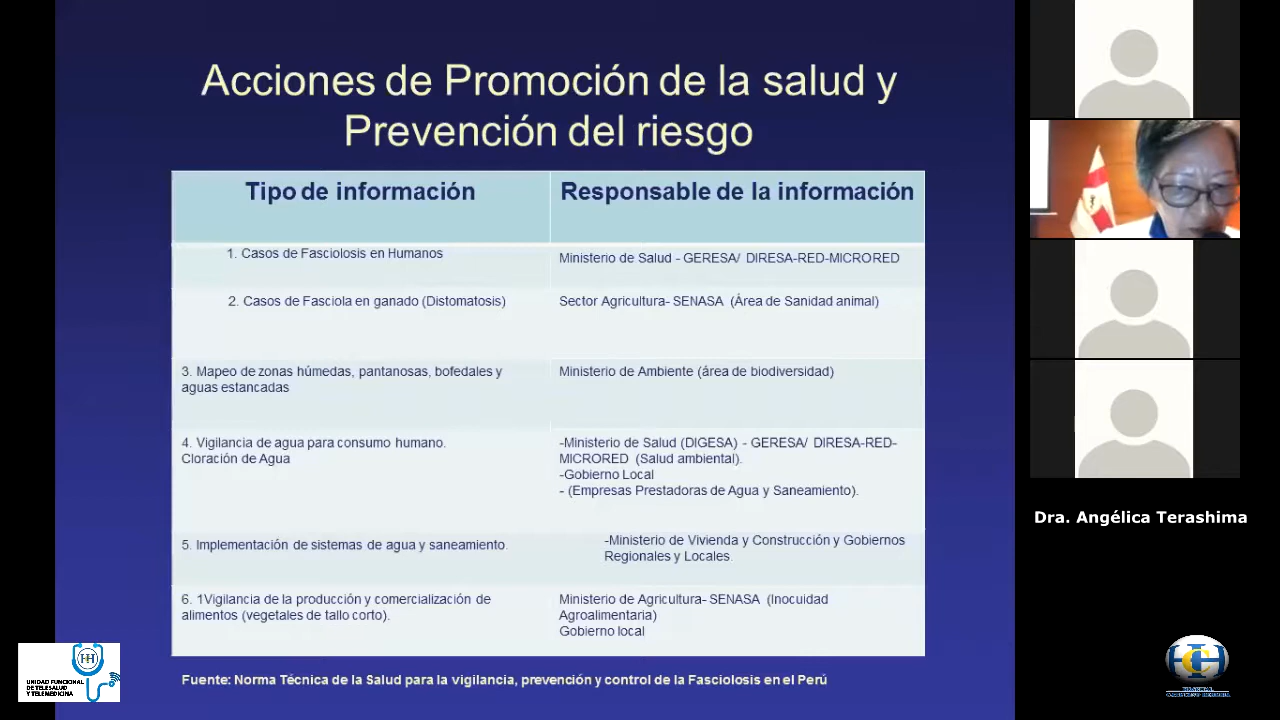 Acciones de Promoción de la salud y
Prevención del riesgo
Tipo de información
Responsable de la información
1. Casos de Fasciolosis en Humanos
Ministerio de Salud - GERESA/ DIRESA-RED-MICRORED
2. Casos de Fasciola en ganado (Distomatosis)
Sector Agricultura- SENASA (Área de Sanidad animal)
3. Mapeo de zonas húmedas, pantanosas, bofedales y
aguas estancadas
Ministerio de Ambiente (área de biodiversidad)
4. Vigilancia de agua para consumo humano.
Cloración de Agua
-Ministerio de Salud (DIGESA) - GERESA/ DIRESA-RED-
MICRORED (Salud ambiental).
-Gobierno Local
- (Empresas Prestadoras de Agua y Saneamiento).
5. Implementación de sistemas de agua y saneamiento.
-Ministerio de Vivienda y Construcción y Gobiernos
Regionales y Locales.
6. 1Vigilancia de la producción y comercialización de
alimentos (vegetales de tallo corto).
Ministerio de Agricultura- SENASA (Inocuidad
Agroalimentaria)
Gobierno local
Fuente: Norma Técnica de la Salud para la vigilancia, prevención y control de la Fasciolosis en el Perú
Dra. Angélica Terashima
UNIDAD FUNCIONAL
DE TELESALUD
Y TELEMEDICINA